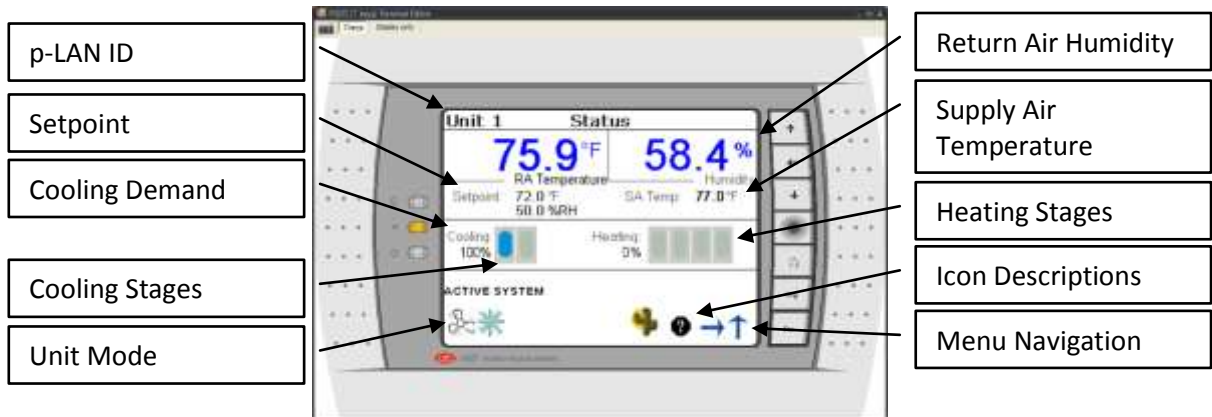 p-LAN ID
Setpoint
Cooling Demand
Cooling Stages
Unit Mode
Unit 1 Status
75.9°F 58.4%
RA Temperature Humidity
Setpoint 72.0 °F SA Temp 77.0 °F
50.0 %RH
Cooling Heating
100% 0%
ACTIVE SYSTEM
?
Return Air Humidity
Supply Air
Temperature
Heating Stages
Icon Descriptions
Menu Navigation